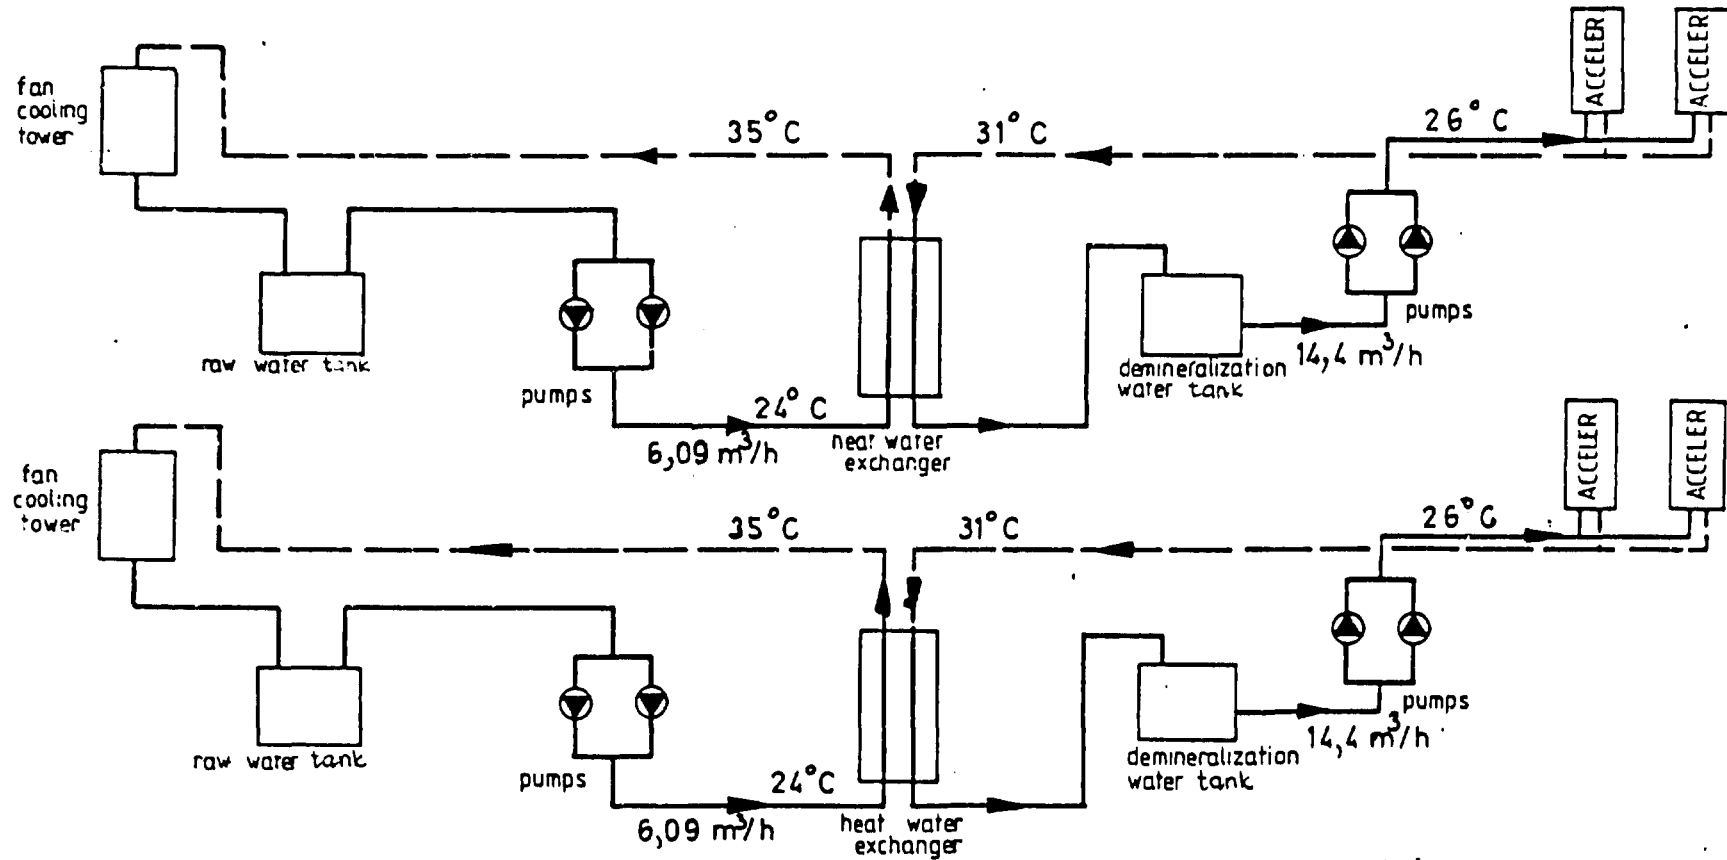 ACCELER
ACCELER
fan
cooling
tower
35°C
31°C
26°C
raw water tank
pumps
24°C
6,09 m³/h
heat water
exchanger
demineralization
water tank
14,4 m³/h
pumps
ACCELER
ACCELER
fan
cooling
tower
35°C
31°C
26°C
raw water tank
pumps
24°C
6,09 m³/h
heat water
exchanger
demineralization
water tank
14,4 m³/h
pumps